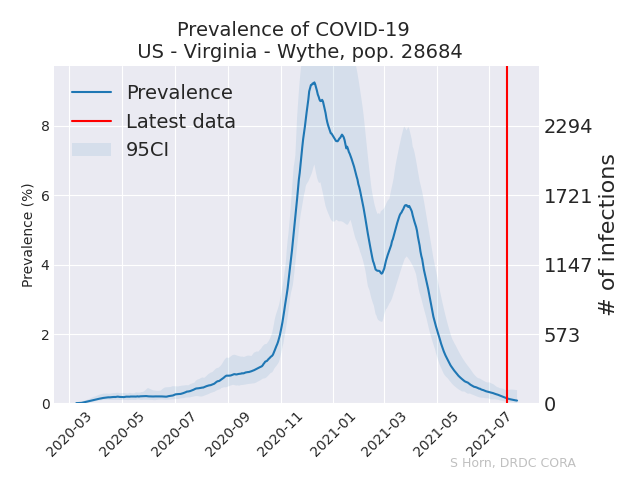 Prevalence of COVID-19
US - Virginia - Wythe, pop. 28684
Prevalence
Latest data
95CI
Prevalence (%)
8
6
4
2
0
2294
1721
1147
573
0
# of infections
2020-03
2020-05
2020-07
2020-09
2020-11
2021-01
2021-03
2021-05
2021-07
S Horn, DRDC CORA